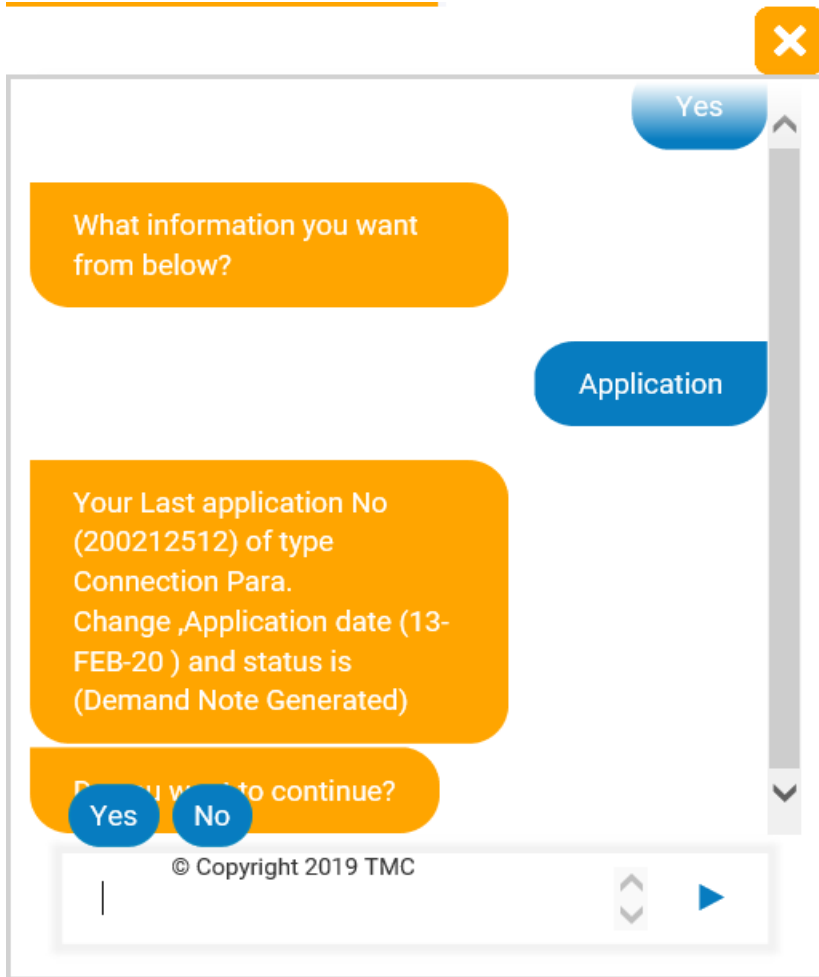 Yes
What information you want
from below?
Application
Your Last application No
(200212512) of type
Connection Para.
Change ,Application date (13-
FEB-20 ) and status is
(Demand Note Generated)
to continue?
Yes No
© Copyright 2019 TMC